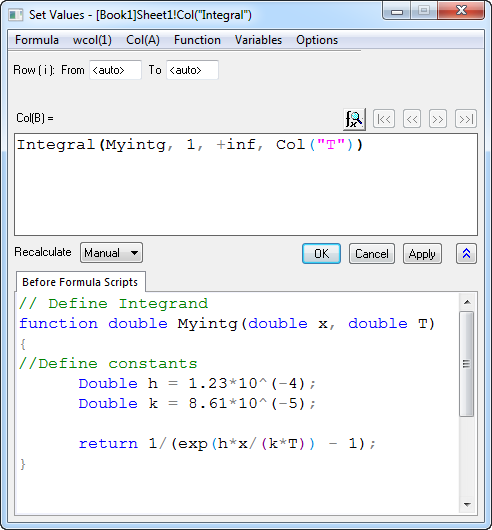 Set Values - [Book1]Sheet1!Col("Integral")
Formula wcol(1) Col(A) Function Variables Options
Row ( i ): From <auto> To <auto>
Col(B) =
Integral(Myintg, 1, +inf, Col("T"))
Recalculate Manual OK Cancel Apply
Before Formula Scripts
// Define Integrand
function double Myintg(double x, double T)
{
//Define constants
Double h = 1.23*10^(-4);
Double k = 8.61*10^(-5);
return 1/(exp(h*x/(k*T)) - 1);
}